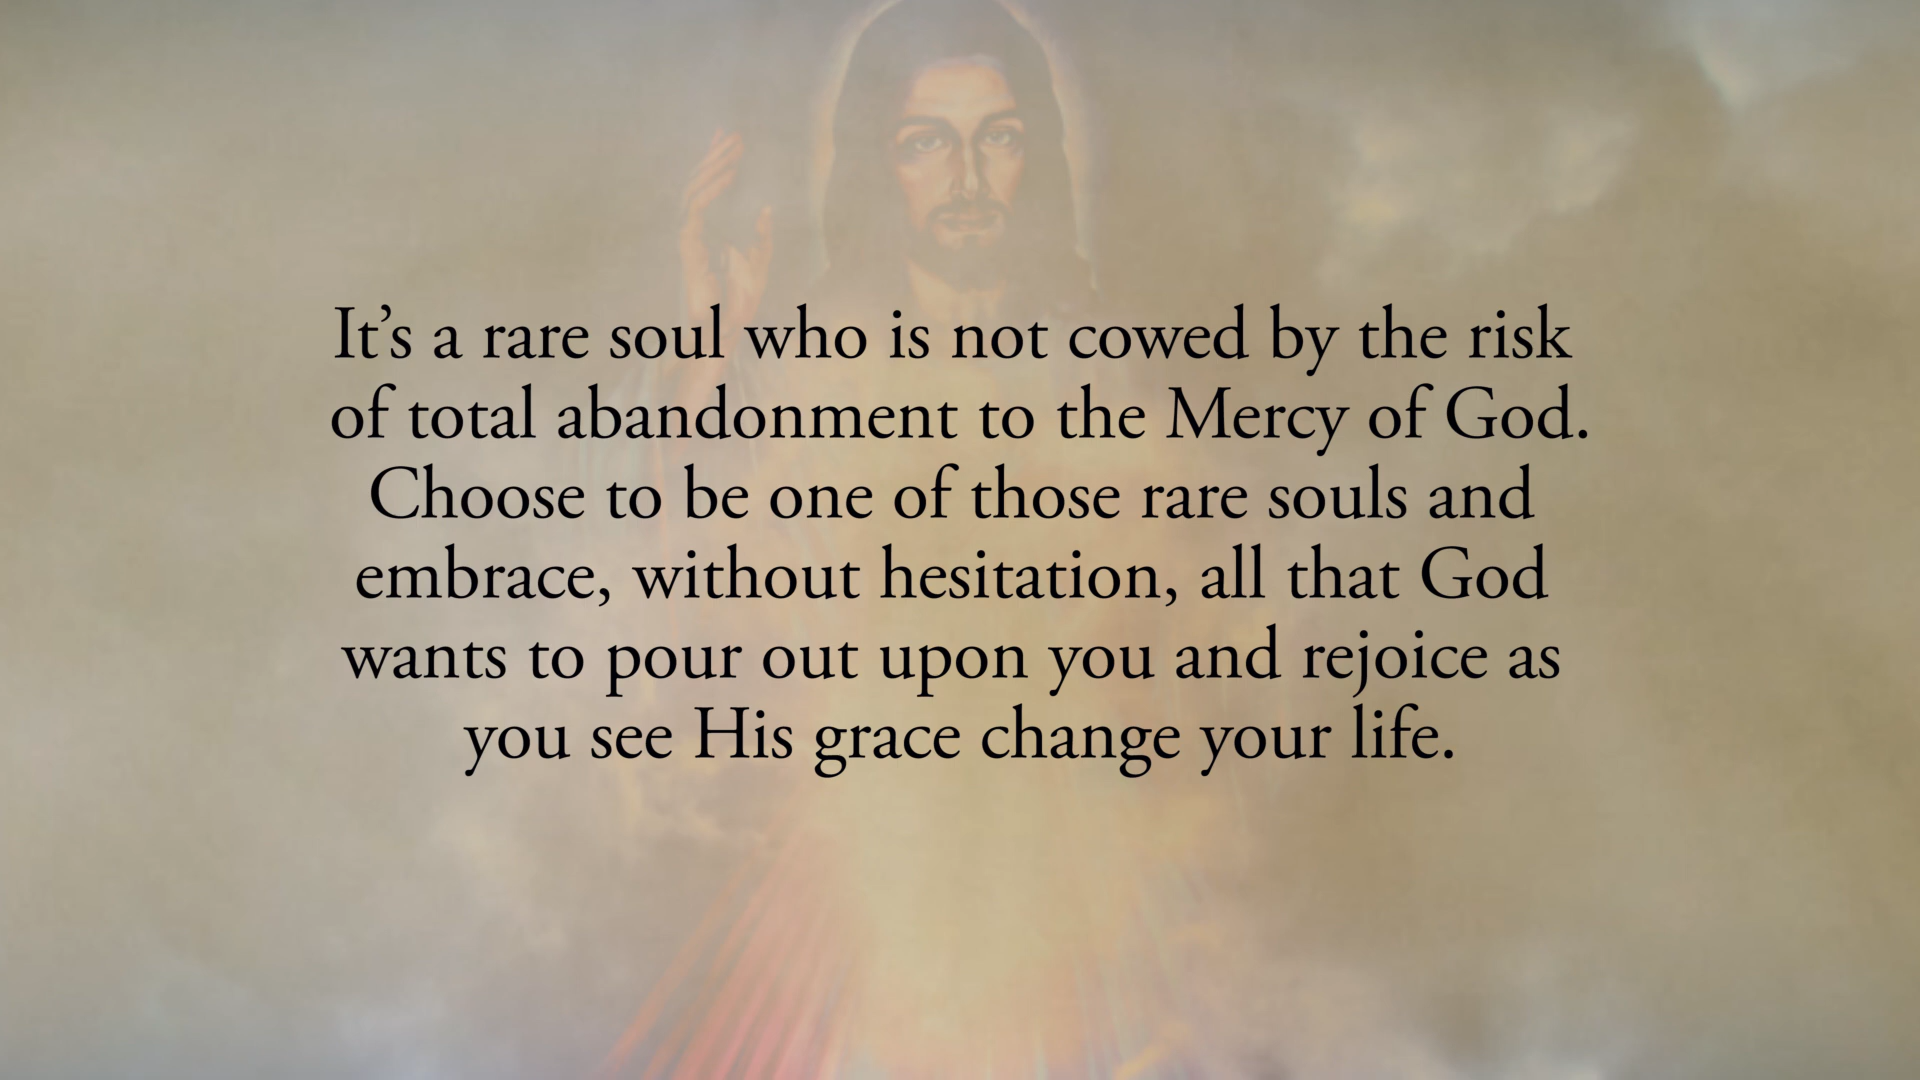 It’s a rare soul who is not cowed by the risk
of total abandonment to the Mercy of God.
Choose to be one of those rare souls and
embrace, without hesitation, all that God
wants to pour out upon you and rejoice as
you see His grace change your life.